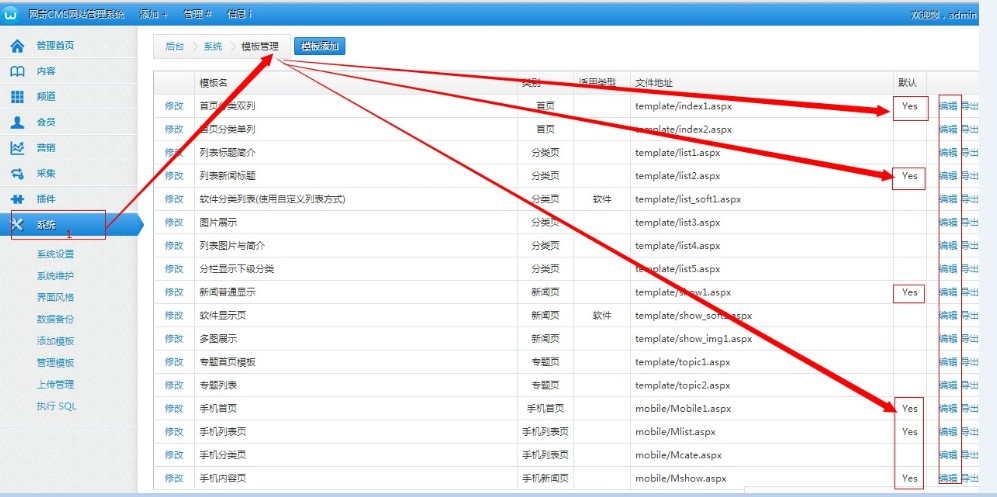 网奇CMS网站管理系统 添加 + 管理 # 信息 i 欢迎您，admin
管理首页
内容
频道
会员
营销
采集
插件
系统
1
系统设置
系统维护
界面风格
数据备份
添加模板
管理模板
上传管理
执行 SQL
后台 系统 模板管理 模板添加
模板名 类别 适用类型 文件地址 默认
修改 首页分类双列 首页 template/index1.aspx Yes 编辑 导出
修改 首页分类单列 首页 template/index2.aspx 编辑 导出
修改 列表标题简介 分类页 template/list1.aspx 编辑 导出
修改 列表新闻标题 分类页 template/list2.aspx Yes 编辑 导出
修改 软件分类列表(使用自定义列表方式) 分类页 软件 template/list_soft1.aspx 编辑 导出
修改 图片展示 分类页 template/list3.aspx 编辑 导出
修改 列表图片与简介 分类页 template/list4.aspx 编辑 导出
修改 分栏显示下级分类 分类页 template/list5.aspx 编辑 导出
修改 新闻普通显示 新闻页 template/show1.aspx Yes 编辑 导出
修改 软件显示页 新闻页 软件 template/show_soft1.aspx 编辑 导出
修改 多图展示 新闻页 template/show_img1.aspx 编辑 导出
修改 专题首页模板 专题页 template/topic1.aspx 编辑 导出
修改 专题列表 专题页 template/topic2.aspx 编辑 导出
修改 手机首页 手机首页 mobile/Mobile1.aspx Yes 编辑 导出
修改 手机列表页 手机列表页 mobile/Mlist.aspx Yes 编辑 导出
修改 手机分类页 手机列表页 mobile/Mcate.aspx 编辑 导出
修改 手机内容页 手机新闻页 mobile/Mshow.aspx Yes 编辑 导出